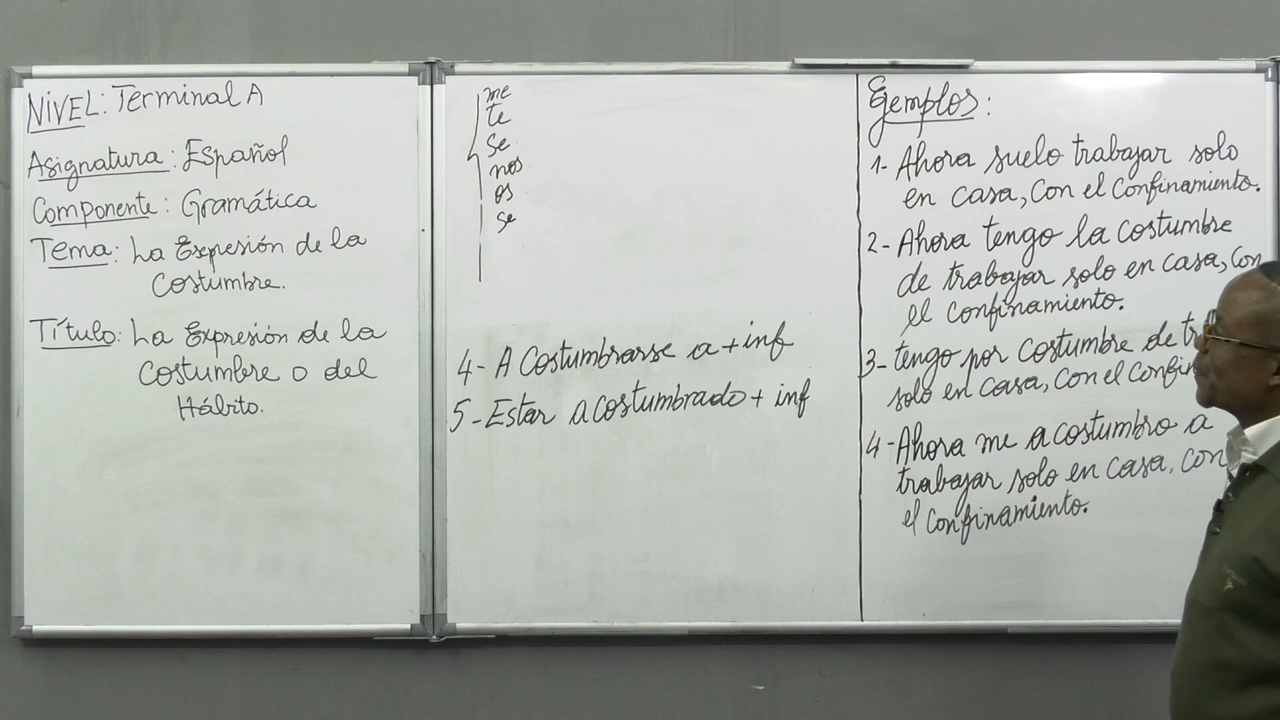 NIVEL: Terminal A
Asignatura: Español
Componente: Gramática
Tema: La Expresión de la
Costumbre.
Título: La Expresión de la
Costumbre o del
Hábito.
me
te
se
nos
os
se
4- Acostumbrarse a + inf
5- Estar acostumbrado + inf
Ejemplos:
1- Ahora suelo trabajar solo
en casa, con el confinamiento.
2- Ahora tengo la costumbre
de trabajar solo en casa, con
el confinamiento.
3- tengo por costumbre de
solo en casa, con el
4- Ahora me acostumbro a
trabajar solo en casa, con
el confinamiento.